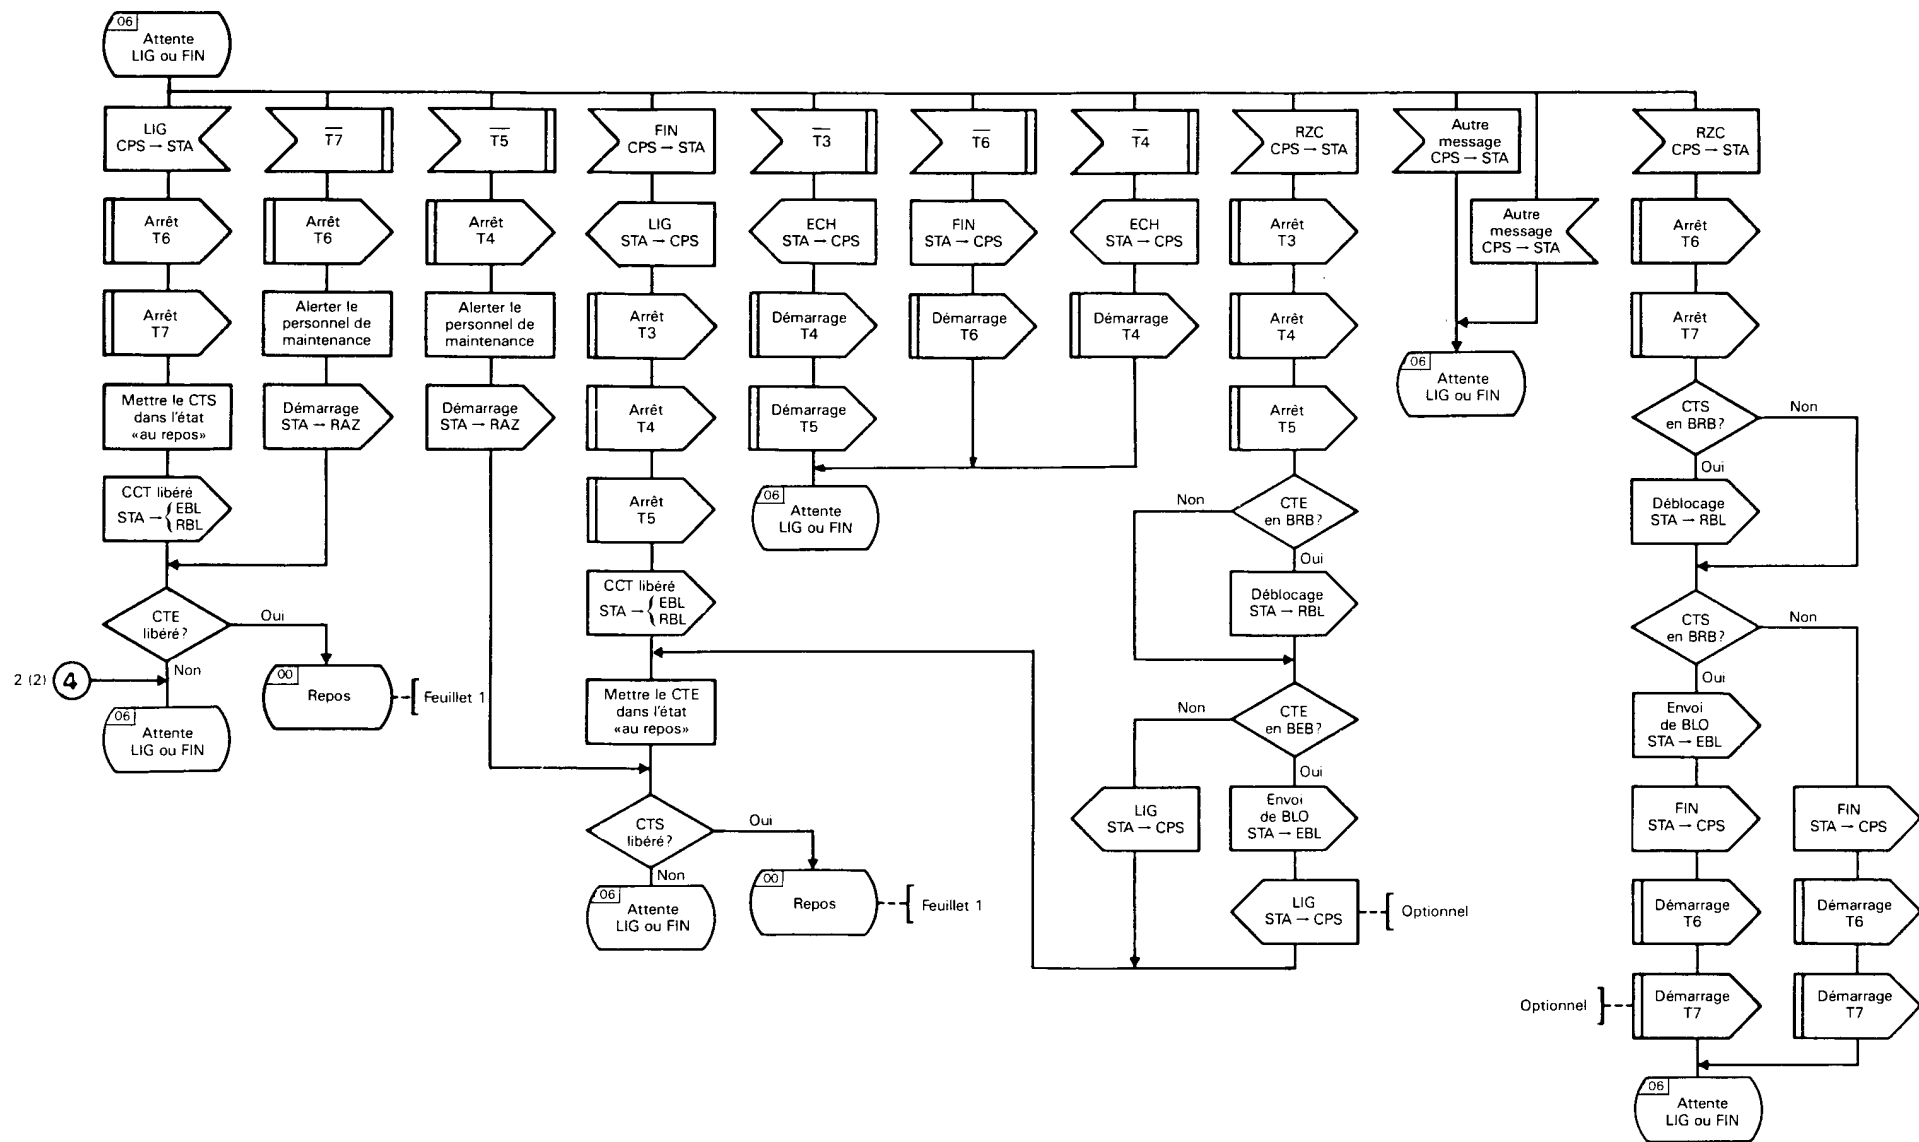 06
Attente
LIG ou FIN
LIG
CPS → STA
T7
T5
FIN
CPS → STA
T3
T6
T4
RZC
CPS → STA
Autre
message
CPS → STA
RZC
CPS → STA
Arrêt
T6
Arrêt
T6
Arrêt
T4
LIG
STA → CPS
ECH
STA → CPS
FIN
STA → CPS
ECH
STA → CPS
Arrêt
T3
Autre
message
CPS → STA
Arrêt
T6
Arrêt
T7
Alerter le
personnel de
maintenance
Alerter le
personnel de
maintenance
Arrêt
T3
Démarrage
T4
Démarrage
T6
Démarrage
T4
Arrêt
T4
06
Attente
LIG ou FIN
Arrêt
T7
Mettre le CTS
dans l'état
«au repos»
Démarrage
STA → RAZ
Démarrage
STA → RAZ
Arrêt
T4
Démarrage
T5
Arrêt
T5
CTS
en BRB?
Non
Oui
CCT libéré
STA → { EBL
RBL
Arrêt
T5
06
Attente
LIG ou FIN
CTE
en BRB?
Non
Oui
Déblocage
STA → RBL
CTE
libéré?
Oui
Non
CCT libéré
STA → { EBL
RBL
Déblocage
STA → RBL
CTS
en BRB?
Non
Oui
2 (2) 4
06
Attente
LIG ou FIN
00
Repos
Feuillet 1
Mettre le CTE
dans l'état
«au repos»
CTE
en BEB?
Non
Oui
Envoi
de BLO
STA → EBL
CTS
libéré?
Oui
Non
LIG
STA → CPS
Envoi
de BLO
STA → EBL
FIN
STA → CPS
FIN
STA → CPS
06
Attente
LIG ou FIN
00
Repos
Feuillet 1
LIG
STA → CPS
Optionnel
Démarrage
T6
Démarrage
T6
Optionnel
Démarrage
T7
Démarrage
T7
06
Attente
LIG ou FIN